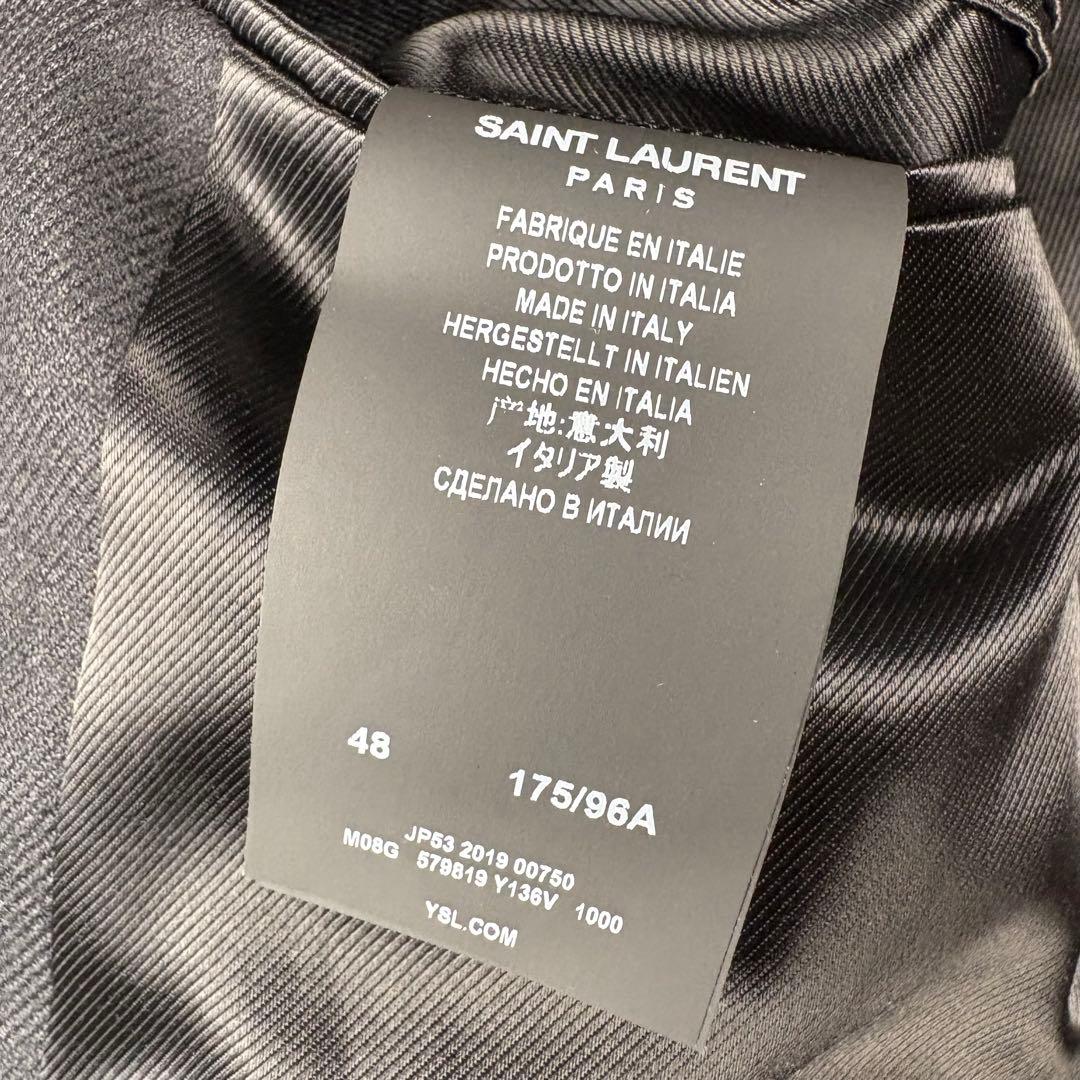 SAINT LAURENT
PARIS
FABRIQUE EN ITALIE
PRODOTTO IN ITALIA
MADE IN ITALY
HERGESTELLT IN ITALIEN
HECHO EN ITALIA
产地:意大利
イタリア製
СДЕЛАНО В ИТАЛИИ
48
175/96A
JP53 2019 00750
M08G 579819 Y136V 1000
YSL.COM